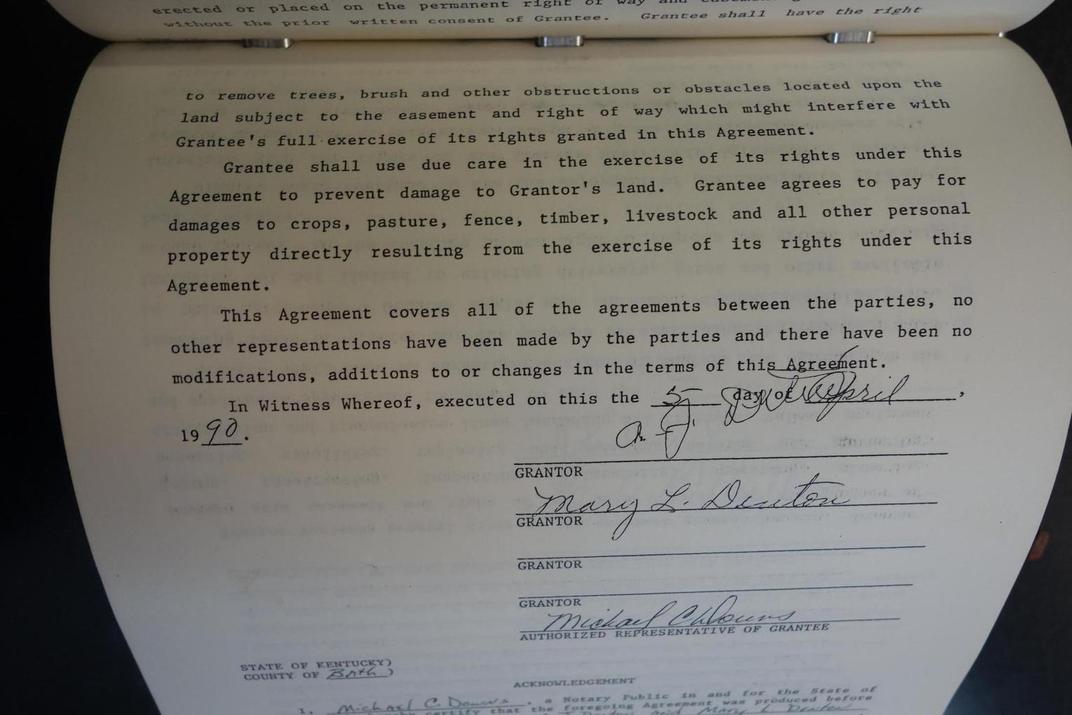 erected or placed on the permanent right of way and
without the prior written consent of Grantee. Grantee shall have the right
to remove trees, brush and other obstructions or obstacles located upon the
land subject to the easement and right of way which might interfere with
Grantee's full exercise of its rights granted in this Agreement.
Grantee shall use due care in the exercise of its rights under this
Agreement to prevent damage to Grantor's land. Grantee agrees to pay for
damages to crops, pasture, fence, timber, livestock and all other personal
property directly resulting from the exercise of its rights under this
Agreement.
This Agreement covers all of the agreements between the parties, no
other representations have been made by the parties and there have been no
modifications, additions to or changes in the terms of this Agreement.
In Witness Whereof, executed on this the 5 day of April,
1990.
A. J. Denton
GRANTOR
Mary L. Denton
GRANTOR
GRANTOR
GRANTOR
Michael C Downs
AUTHORIZED REPRESENTATIVE OF GRANTEE
STATE OF KENTUCKY)
COUNTY OF Bath)
ACKNOWLEDGEMENT
I, Michael C. Downs, a Notary Public in and for the State of
certify that the foregoing Agreement was produced before
Denton and Mary L. Denton